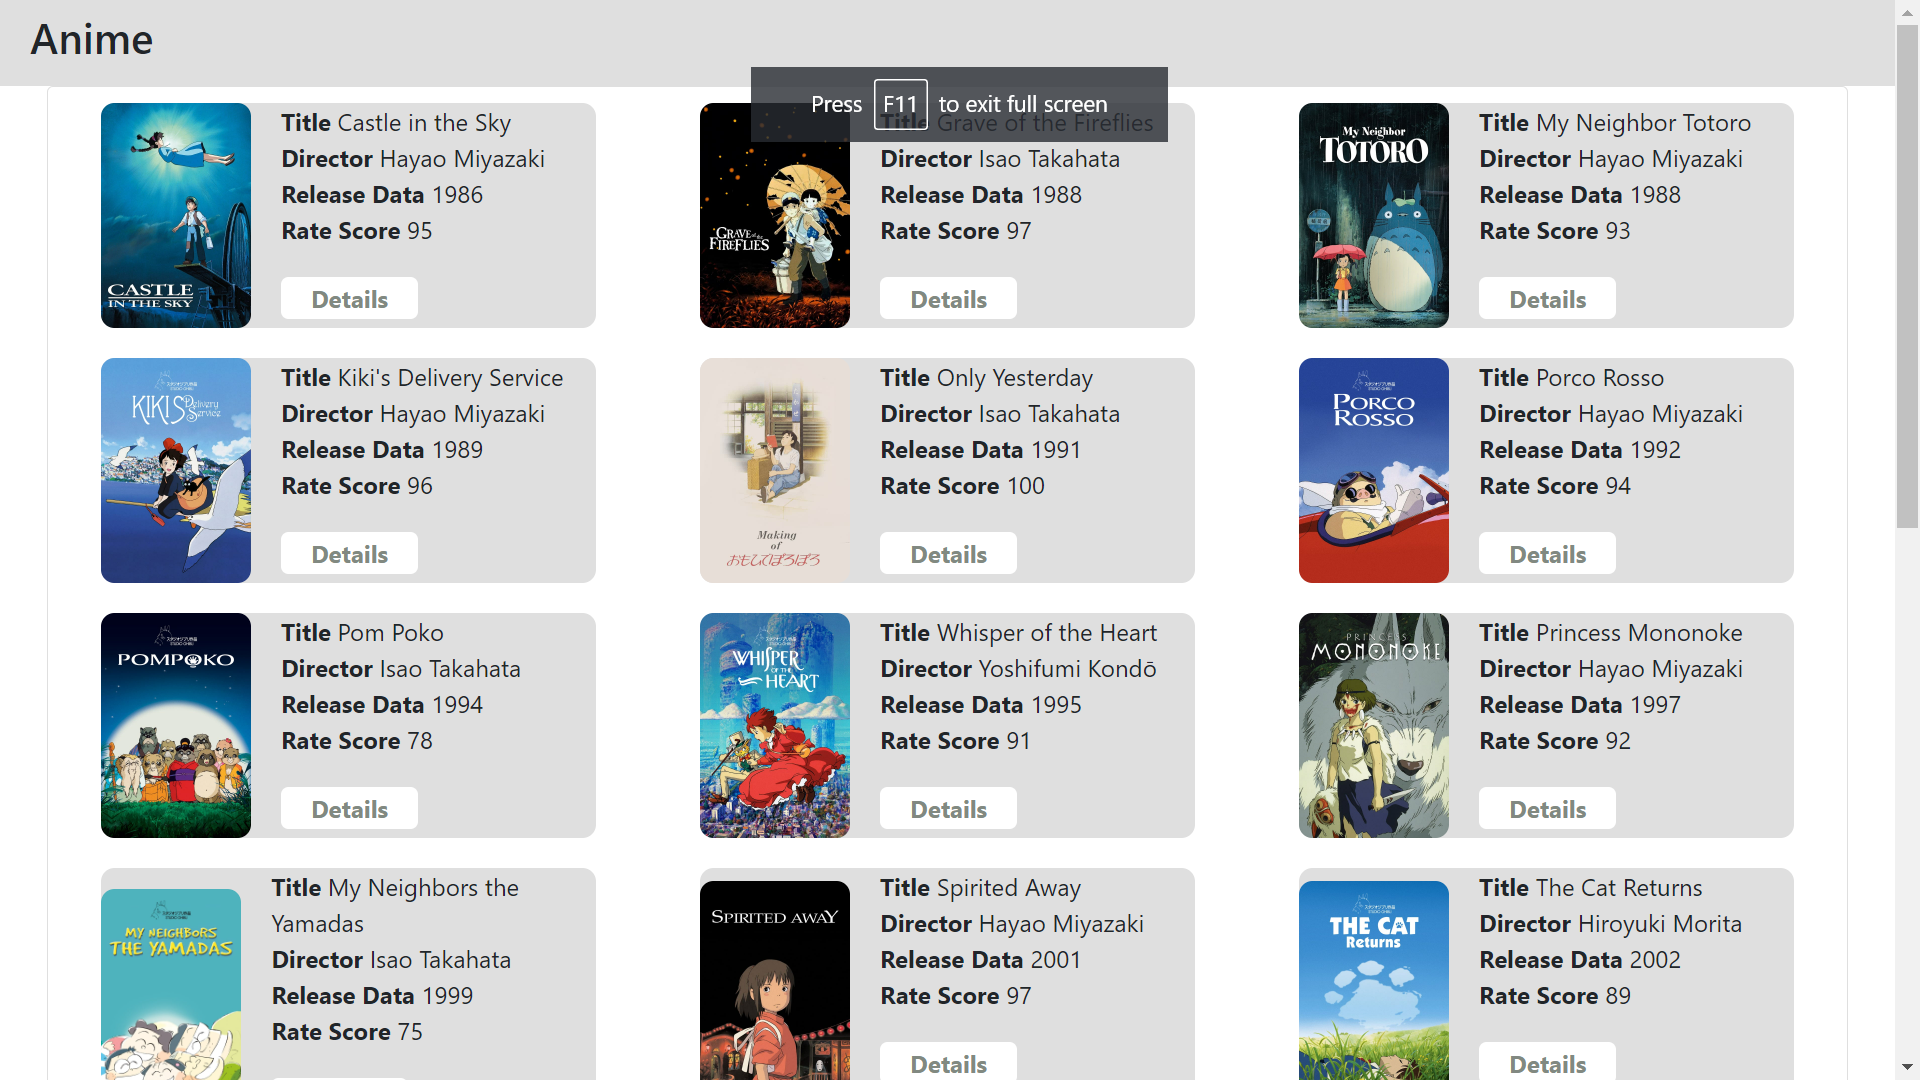 Anime
Press F11 to exit full screen
CASTLE
IN THE SKY
Title Castle in the Sky
Director Hayao Miyazaki
Release Data 1986
Rate Score 95
Details
GRAVE of the
FIREFLIES
Title Grave of the Fireflies
Director Isao Takahata
Release Data 1988
Rate Score 97
Details
My Neighbor
TOTORO
Title My Neighbor Totoro
Director Hayao Miyazaki
Release Data 1988
Rate Score 93
Details
KIKI'S Delivery
Service
Title Kiki's Delivery Service
Director Hayao Miyazaki
Release Data 1989
Rate Score 96
Details
Making
of
おもひでぽろぽろ
Title Only Yesterday
Director Isao Takahata
Release Data 1991
Rate Score 100
Details
PORCO
ROSSO
Title Porco Rosso
Director Hayao Miyazaki
Release Data 1992
Rate Score 94
Details
POMPOKO
Title Pom Poko
Director Isao Takahata
Release Data 1994
Rate Score 78
Details
WHISPER
OF THE
HEART
Title Whisper of the Heart
Director Yoshifumi Kondō
Release Data 1995
Rate Score 91
Details
PRINCESS
MONONOKE
Title Princess Mononoke
Director Hayao Miyazaki
Release Data 1997
Rate Score 92
Details
MY NEIGHBORS
THE YAMADAS
Title My Neighbors the
Yamadas
Director Isao Takahata
Release Data 1999
Rate Score 75
SPIRITED AWAY
Title Spirited Away
Director Hayao Miyazaki
Release Data 2001
Rate Score 97
Details
THE CAT
Returns
Title The Cat Returns
Director Hiroyuki Morita
Release Data 2002
Rate Score 89
Details